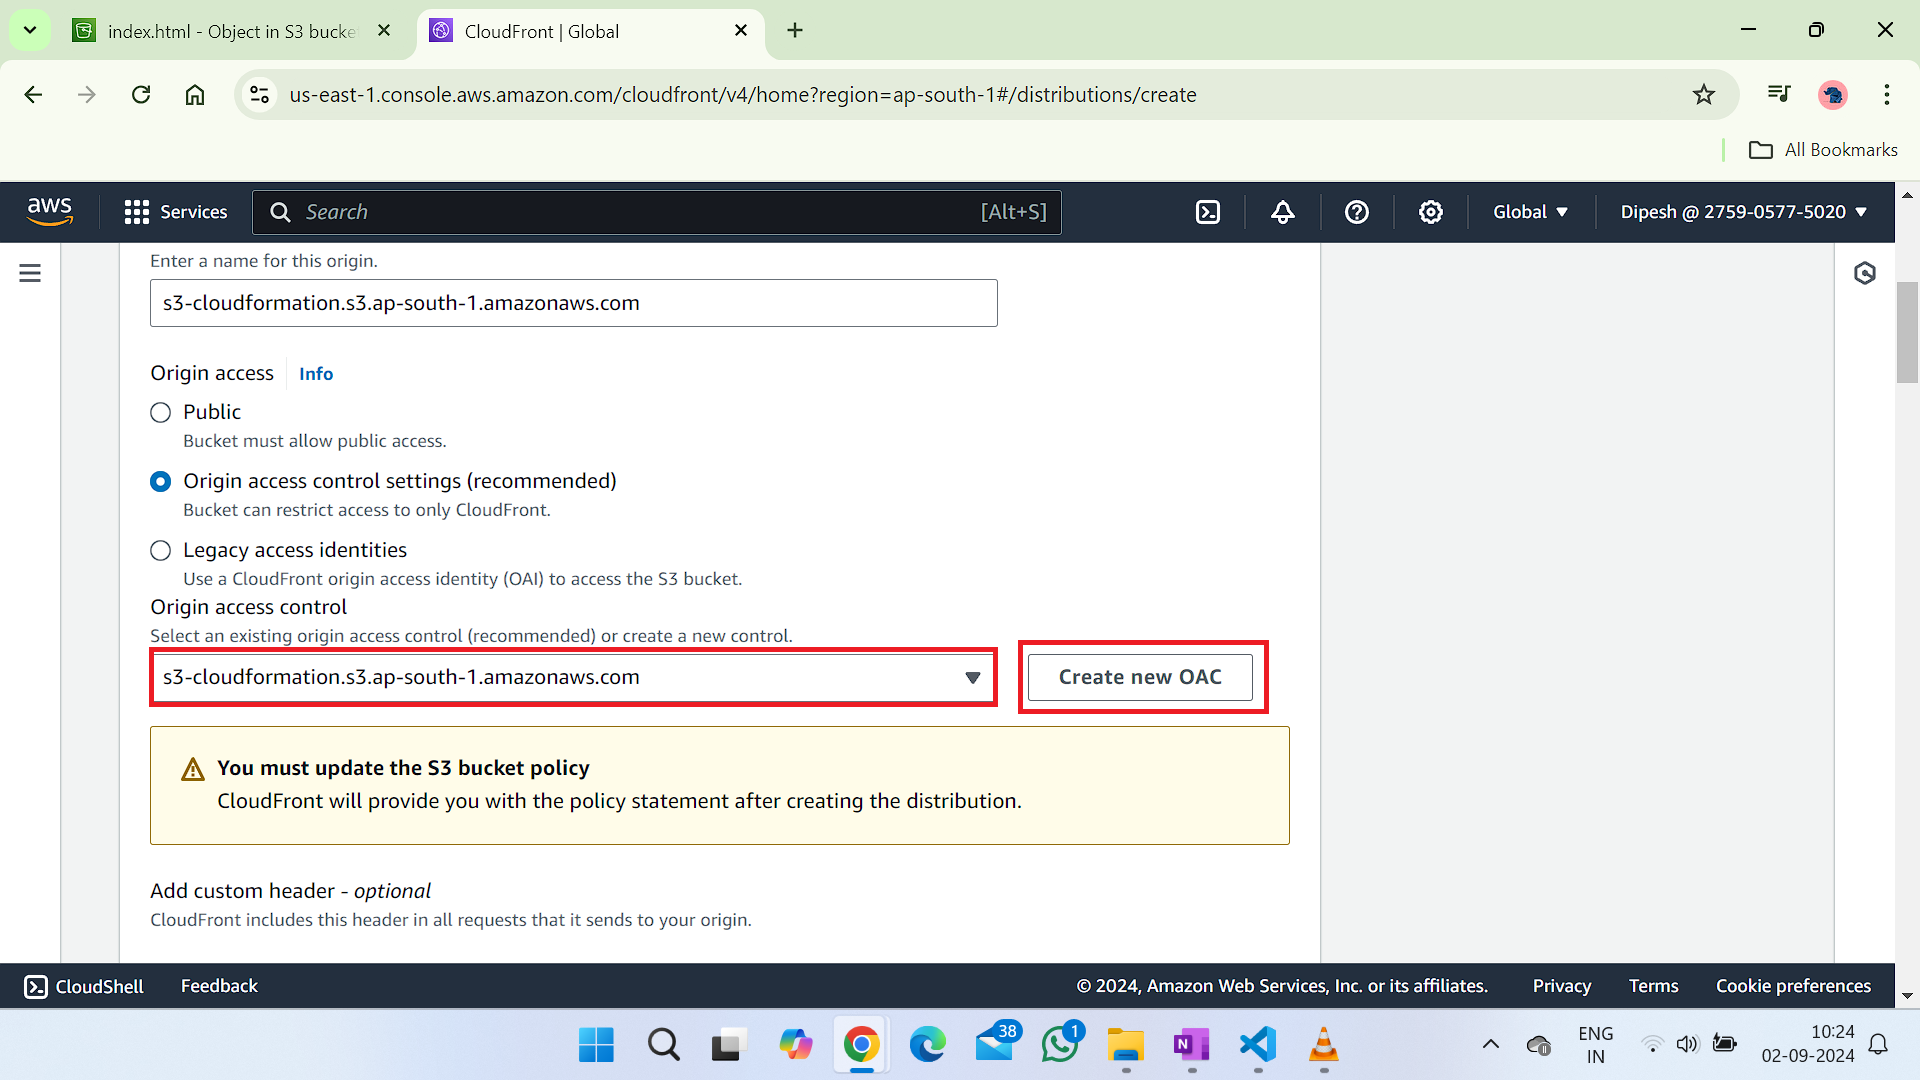 index.html - Object in S3 bucke
CloudFront | Global
us-east-1.console.aws.amazon.com/cloudfront/v4/home?region=ap-south-1#/distributions/create
All Bookmarks
aws
Services
Search
[Alt+S]
Global
Dipesh @ 2759-0577-5020
Enter a name for this origin.
s3-cloudformation.s3.ap-south-1.amazonaws.com
Origin access
Info
Public
Bucket must allow public access.
Origin access control settings (recommended)
Bucket can restrict access to only CloudFront.
Legacy access identities
Use a CloudFront origin access identity (OAI) to access the S3 bucket.
Origin access control
Select an existing origin access control (recommended) or create a new control.
s3-cloudformation.s3.ap-south-1.amazonaws.com
Create new OAC
You must update the S3 bucket policy
CloudFront will provide you with the policy statement after creating the distribution.
Add custom header - optional
CloudFront includes this header in all requests that it sends to your origin.
CloudShell
Feedback
© 2024, Amazon Web Services, Inc. or its affiliates.
Privacy
Terms
Cookie preferences
38
1
N
ENG
IN
10:24
02-09-2024